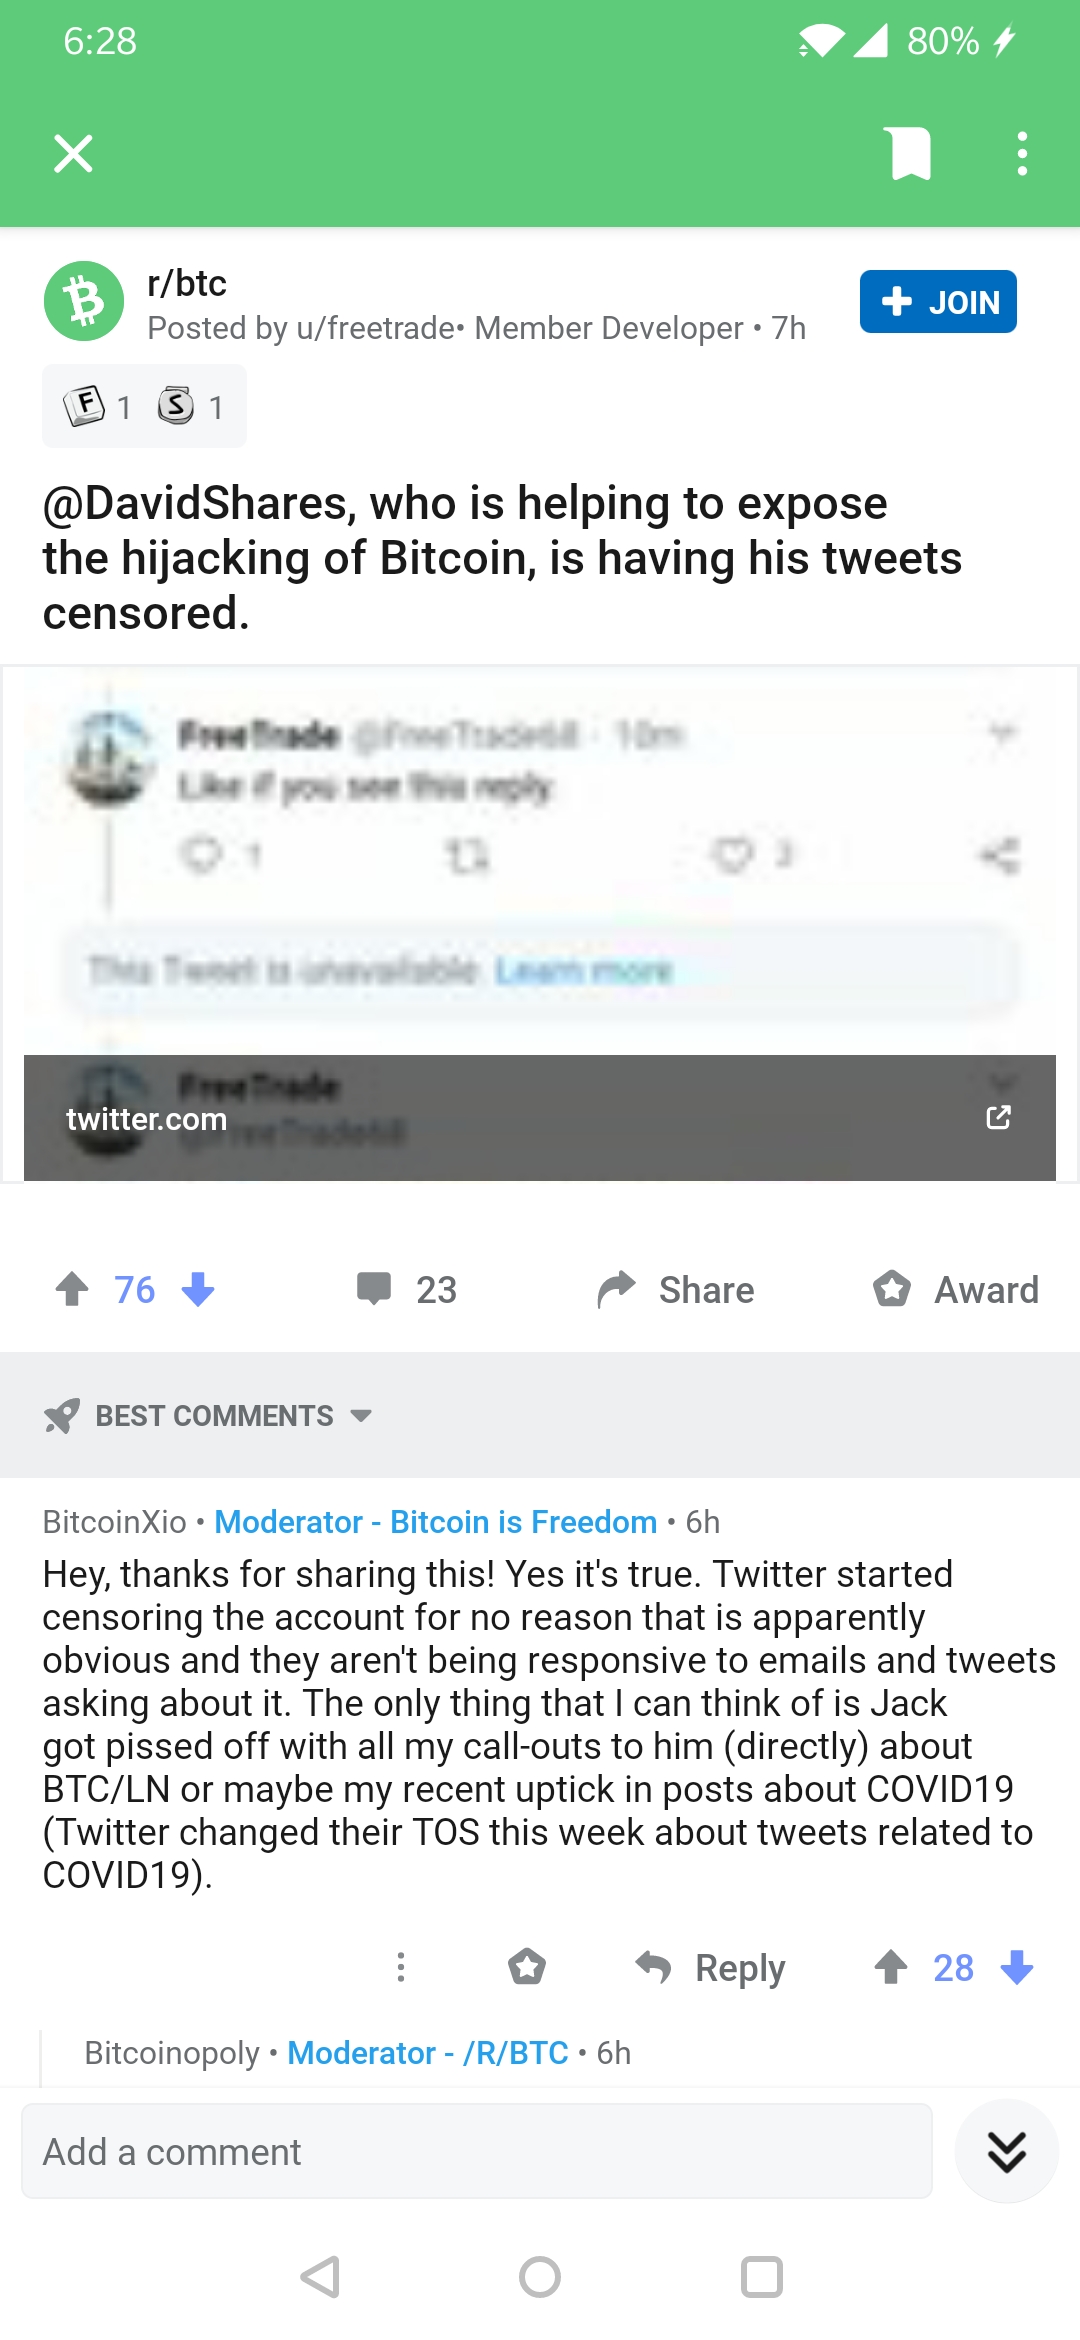 6:28
80%
r/btc
Posted by u/freetrade• Member Developer • 7h
JOIN
F 1 S 1
@DavidShares, who is helping to expose
the hijacking of Bitcoin, is having his tweets
censored.
FreeTrade @FreeTrade68 · 10m
Like if you see this reply
1 3
This Tweet is unavailable. Learn more
FreeTrade
@FreeTrade68
twitter.com
76 23 Share Award
BEST COMMENTS
BitcoinXio • Moderator - Bitcoin is Freedom • 6h
Hey, thanks for sharing this! Yes it's true. Twitter started
censoring the account for no reason that is apparently
obvious and they aren't being responsive to emails and tweets
asking about it. The only thing that I can think of is Jack
got pissed off with all my call-outs to him (directly) about
BTC/LN or maybe my recent uptick in posts about COVID19
(Twitter changed their TOS this week about tweets related to
COVID19).
Reply 28
Bitcoinopoly • Moderator - /R/BTC • 6h
Add a comment